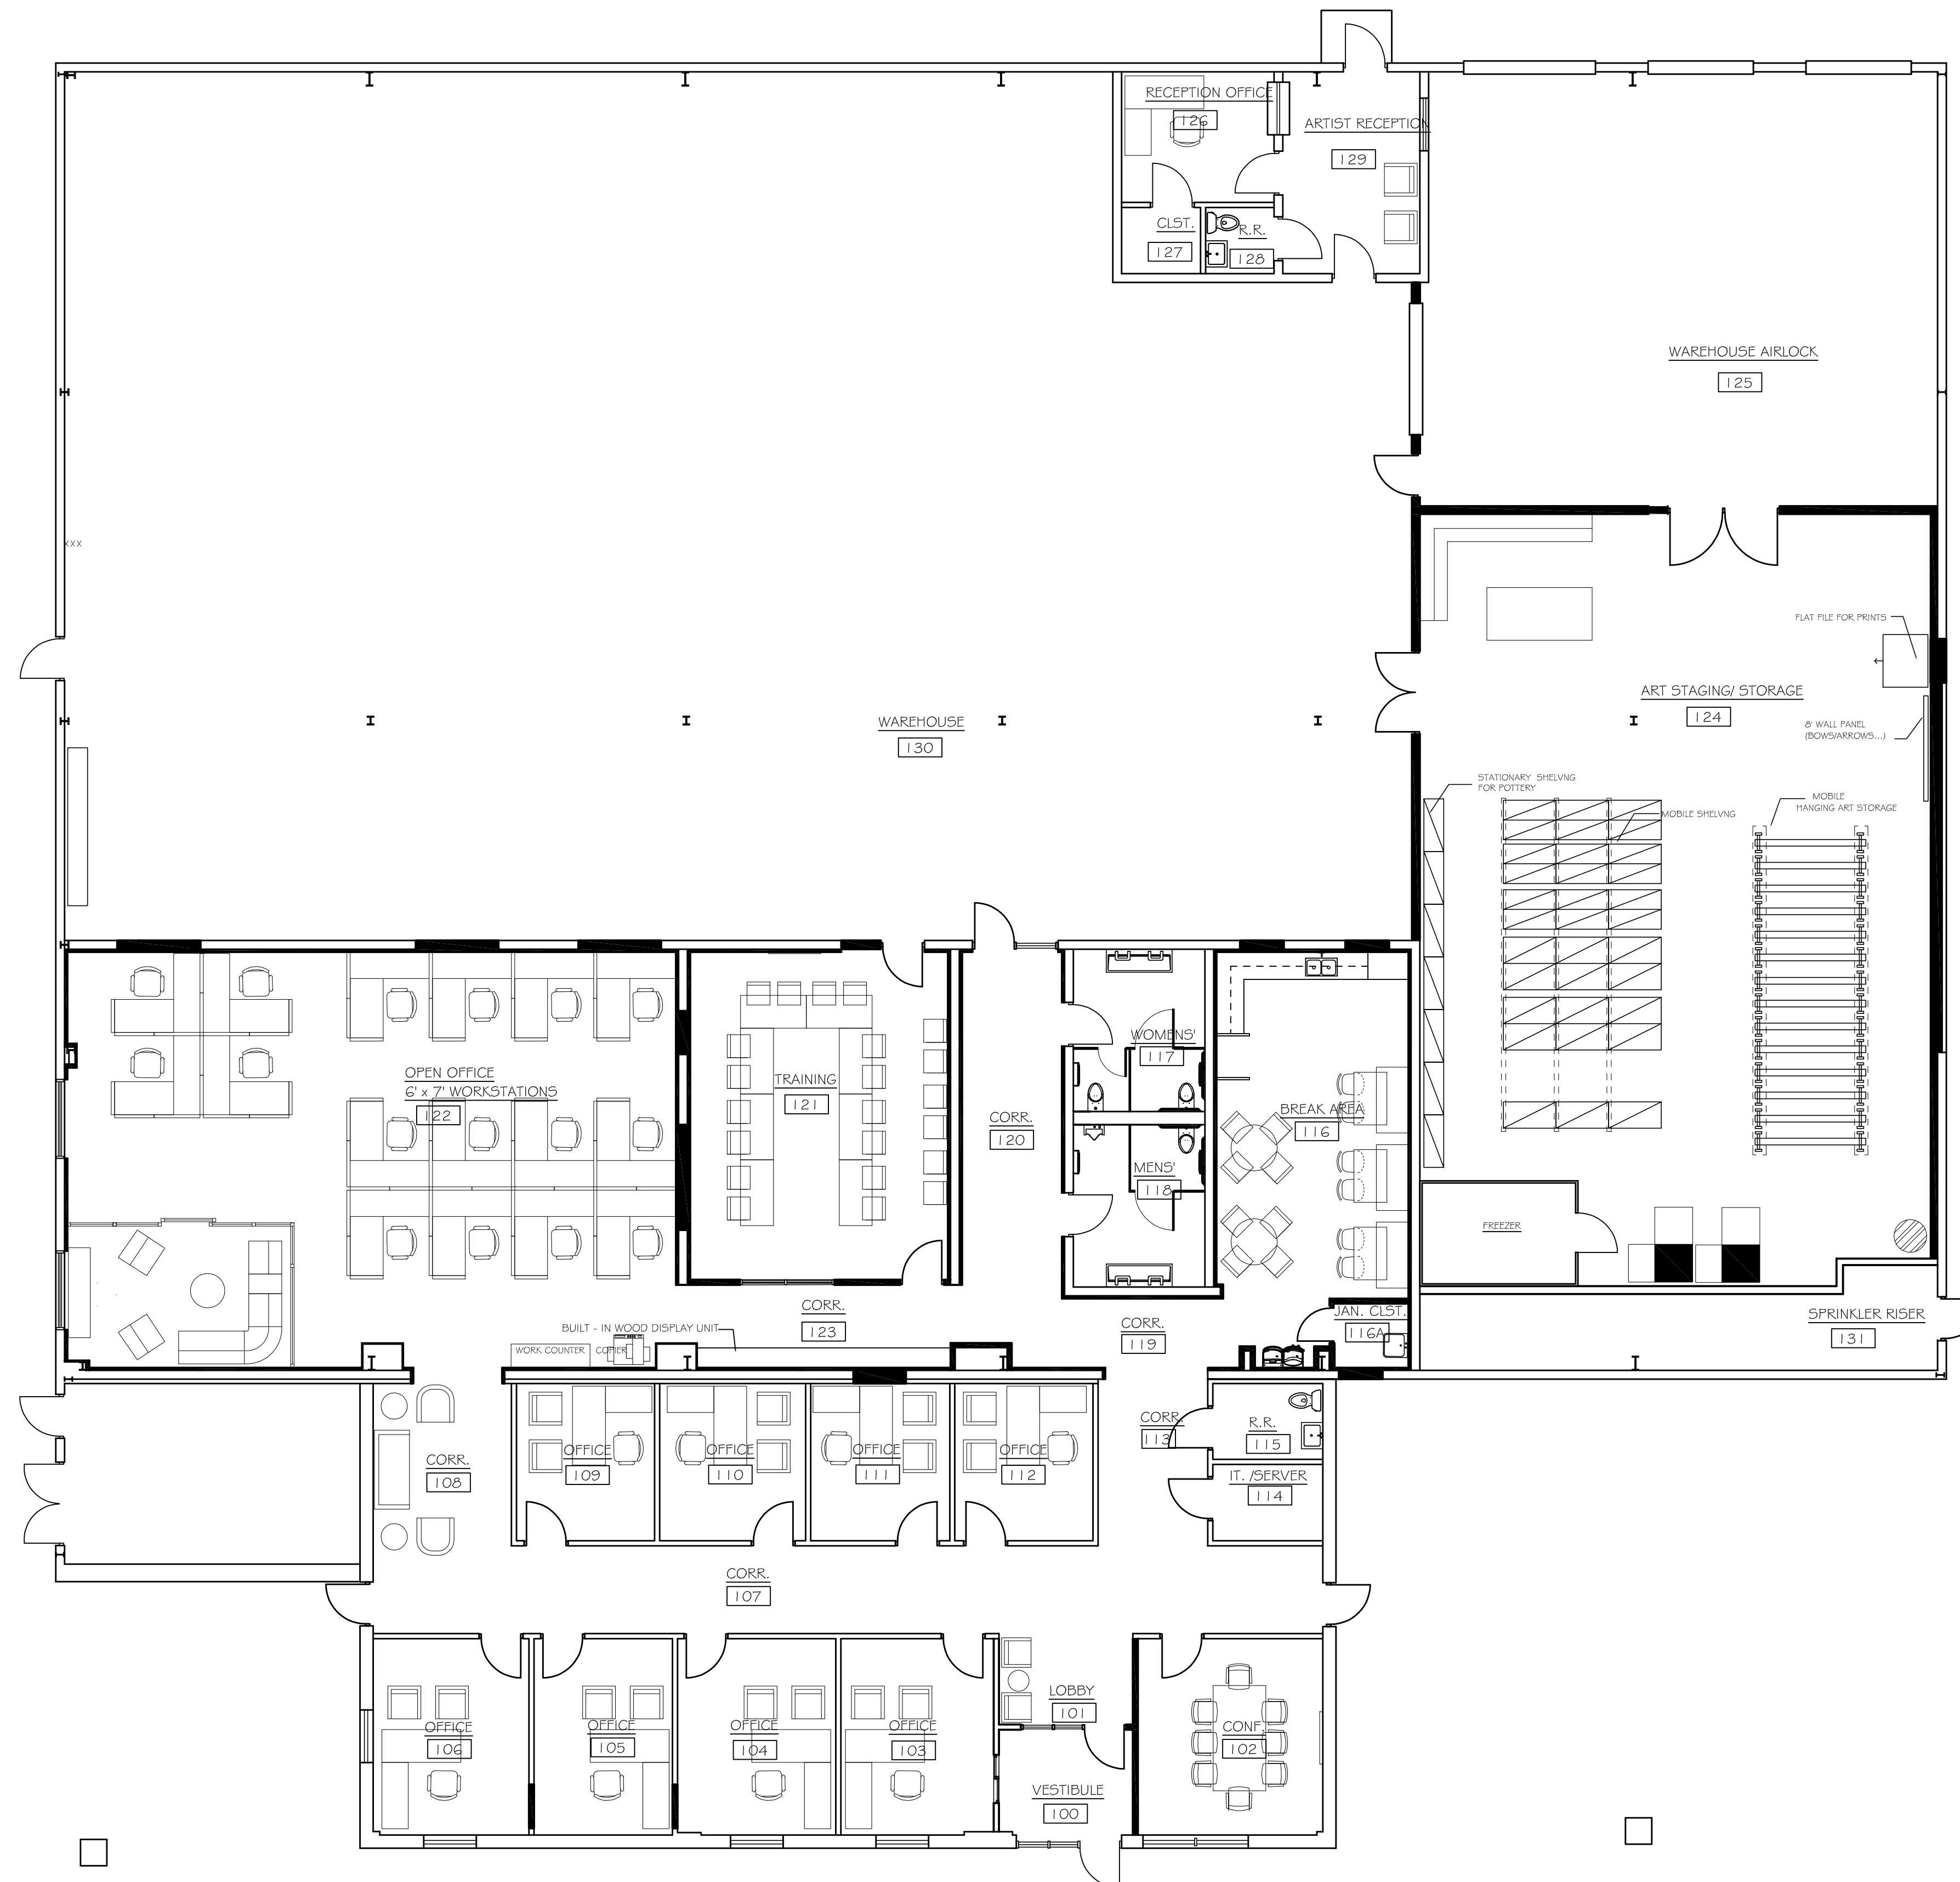 RECEPTION OFFICE
126
ARTIST RECEPTION
129
CLST.
127
R.R.
128
WAREHOUSE AIRLOCK
125
XXX
FLAT FILE FOR PRINTS
ART STAGING/ STORAGE
124
WAREHOUSE
130
8' WALL PANEL
(BOWS/ARROWS...)
STATIONARY SHELVNG
FOR POTTERY
MOBILE
HANGING ART STORAGE
MOBILE SHELVNG
WOMENS'
117
OPEN OFFICE
6' x 7' WORKSTATIONS
122
TRAINING
121
CORR.
120
BREAK AREA
116
MENS'
118
FREEZER
CORR.
123
BUILT - IN WOOD DISPLAY UNIT
WORK COUNTER
COPIER
CORR.
119
JAN. CLST.
116A
SPRINKLER RISER
131
CORR.
113
R.R.
115
CORR.
108
OFFICE
109
OFFICE
110
OFFICE
111
OFFICE
112
IT. /SERVER
114
CORR.
107
LOBBY
101
OFFICE
106
OFFICE
105
OFFICE
104
OFFICE
103
CONF.
102
VESTIBULE
100